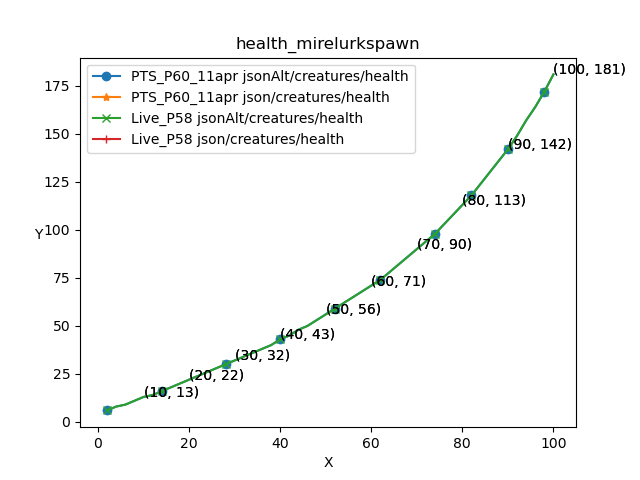 health_mirelurkspawn
PTS_P60_11apr jsonAlt/creatures/health
PTS_P60_11apr json/creatures/health
Live_P58 jsonAlt/creatures/health
Live_P58 json/creatures/health
175
150
125
100
75
50
25
0
Y
(100, 181)
(90, 142)
(80, 113)
(70, 90)
(60, 71)
(50, 56)
(40, 43)
(30, 32)
(20, 22)
(10, 13)
0 20 40 60 80 100
X